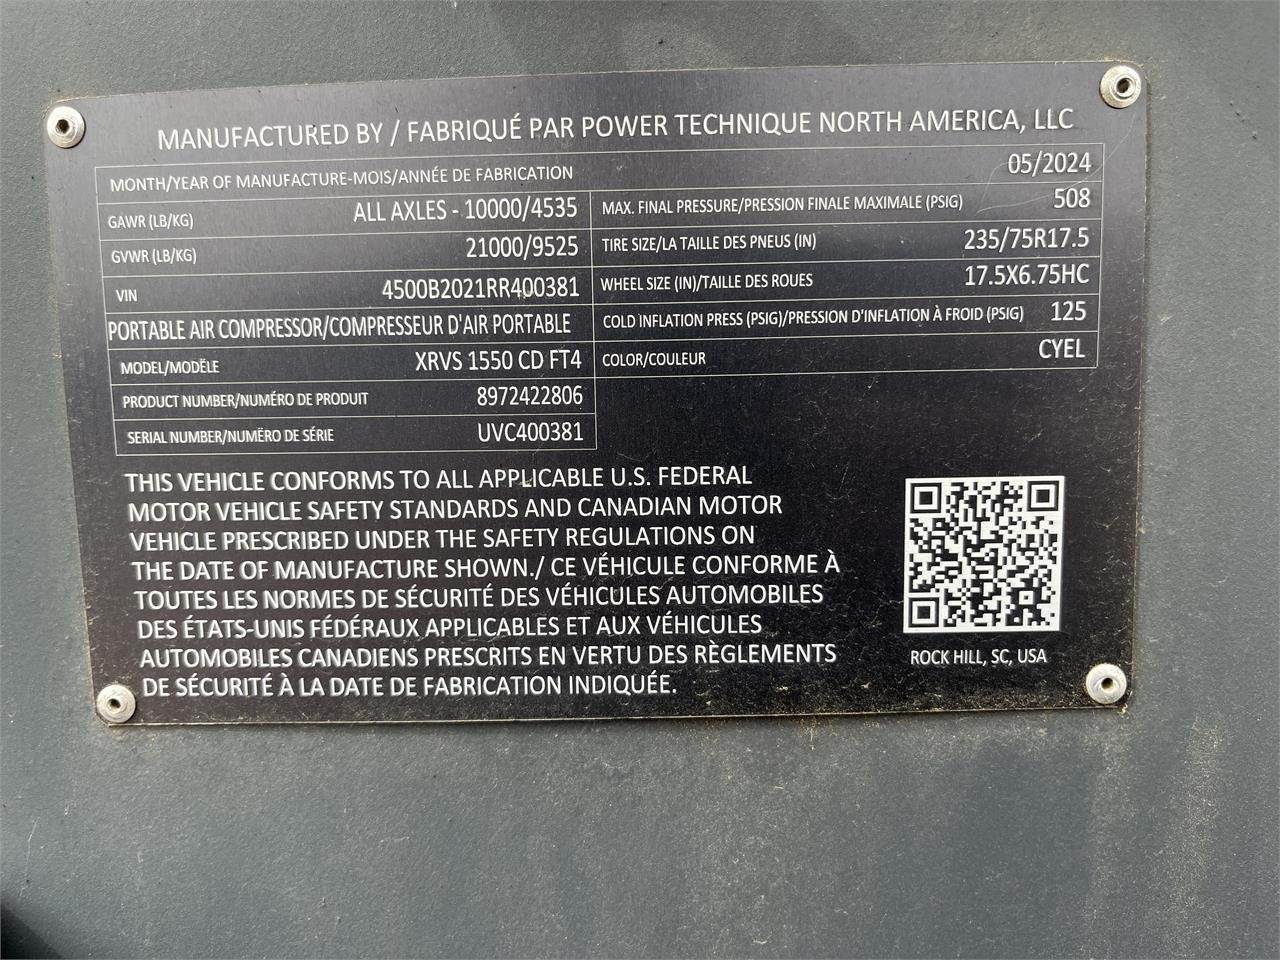 MANUFACTURED BY / FABRIQUÉ PAR POWER TECHNIQUE NORTH AMERICA, LLC
MONTH/YEAR OF MANUFACTURE-MOIS/ANNÉE DE FABRICATION 05/2024
GAWR (LB/KG) ALL AXLES - 10000/4535
GVWR (LB/KG) 21000/9525
VIN 4500B2021RR400381
PORTABLE AIR COMPRESSOR/COMPRESSEUR D'AIR PORTABLE
MODEL/MODËLE XRVS 1550 CD FT4
PRODUCT NUMBER/NUMÉRO DE PRODUIT 8972422806
SERIAL NUMBER/NUMËRO DE SÉRIE UVC400381
MAX. FINAL PRESSURE/PRESSION FINALE MAXIMALE (PSIG) 508
TIRE SIZE/LA TAILLE DES PNEUS (IN) 235/75R17.5
WHEEL SIZE (IN)/TAILLE DES ROUES 17.5X6.75HC
COLD INFLATION PRESS (PSIG)/PRESSION D'INFLATION À FROID (PSIG) 125
COLOR/COULEUR CYEL
THIS VEHICLE CONFORMS TO ALL APPLICABLE U.S. FEDERAL
MOTOR VEHICLE SAFETY STANDARDS AND CANADIAN MOTOR
VEHICLE PRESCRIBED UNDER THE SAFETY REGULATIONS ON
THE DATE OF MANUFACTURE SHOWN./ CE VÉHICULE CONFORME À
TOUTES LES NORMES DE SÉCURITÉ DES VÉHICULES AUTOMOBILES
DES ÉTATS-UNIS FÉDÉRAUX APPLICABLES ET AUX VÉHICULES
AUTOMOBILES CANADIENS PRESCRITS EN VERTU DES RÈGLEMENTS
DE SÉCURITÉ À LA DATE DE FABRICATION INDIQUÉE.
ROCK HILL, SC, USA